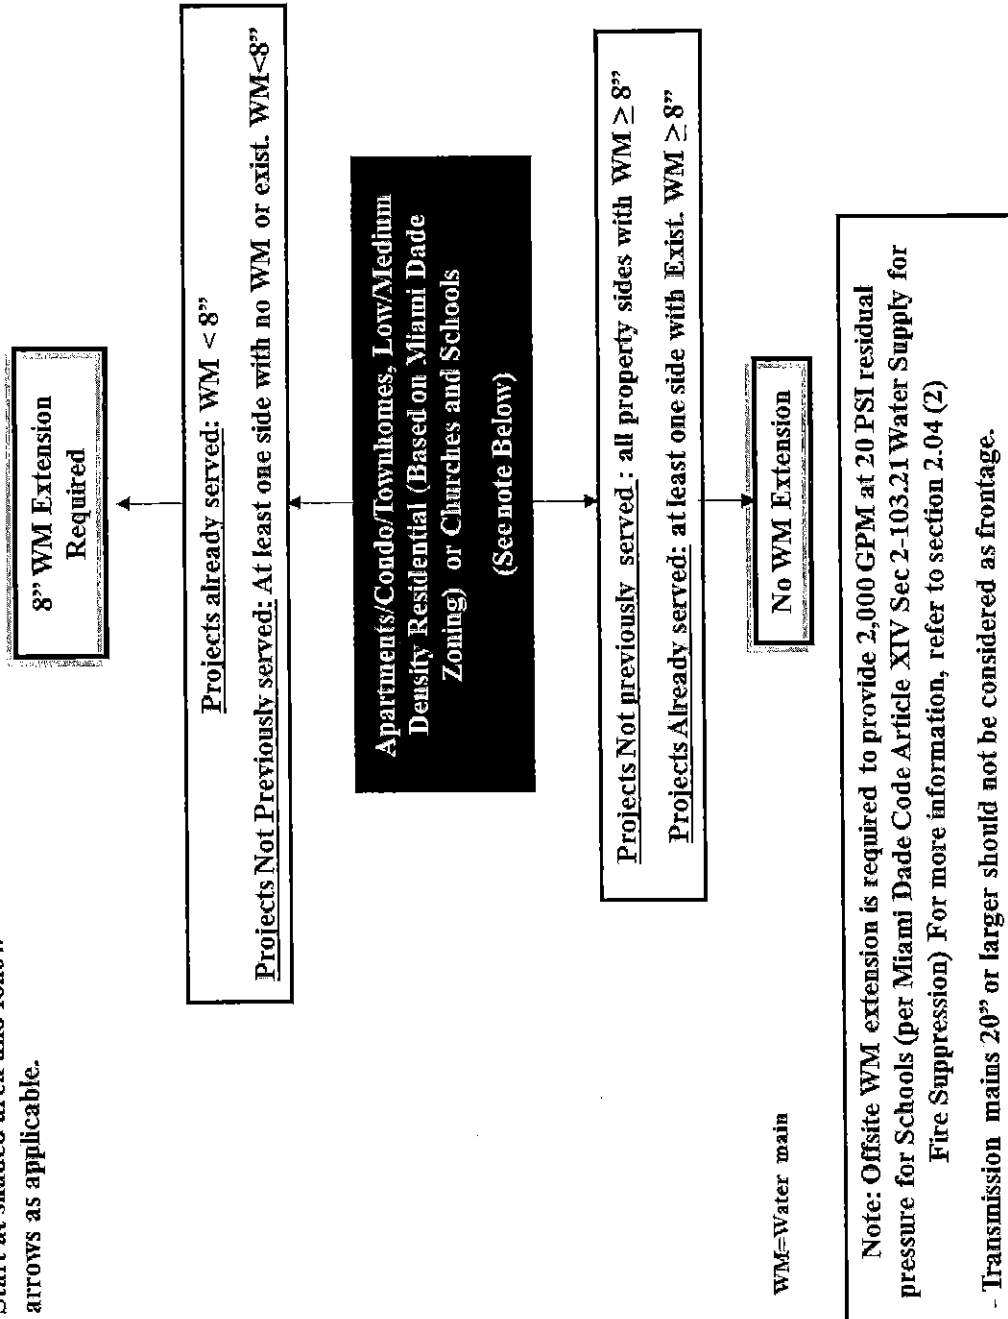 Start at shaded area and follow
arrows as applicable.
8” WM Extension
Required
Projects already served: WM < 8”
Projects Not Previously served: At least one side with no WM or exist. WM<8”
Apartments/Condo/Townhomes, Low/Medium
Density Residential (Based on Miami Dade
Zoning) or Churches and Schools
(See note Below)
Projects Not previously served : all property sides with WM ≥ 8”
Projects Already served: at least one side with Exist. WM ≥ 8”
No WM Extension
WM=Water main
Note: Offsite WM extension is required to provide 2,000 GPM at 20 PSI residual
pressure for Schools (per Miami Dade Code Article XIV Sec 2-103.21 Water Supply for
Fire Suppression) For more information, refer to section 2.04 (2)
- Transmission mains 20” or larger should not be considered as frontage.